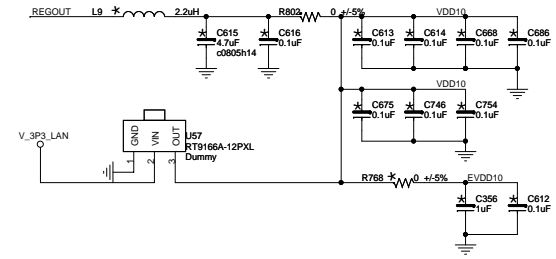 REGOUT L9 * 2.2uH R802 0 +/-5% VDD10
* C615 4.7uF c0805h14
* C616 0.1uF
* C613 0.1uF
* C614 0.1uF
* C668 0.1uF
* C686 0.1uF
VDD10
* C675 0.1uF
* C746 0.1uF
* C754 0.1uF
V_3P3_LAN
GND VIN OUT
1 2 3
U57
RT9166A-12PXL
Dummy
R768 * 0 +/-5% EVDD10
* C356 1uF
* C612 0.1uF